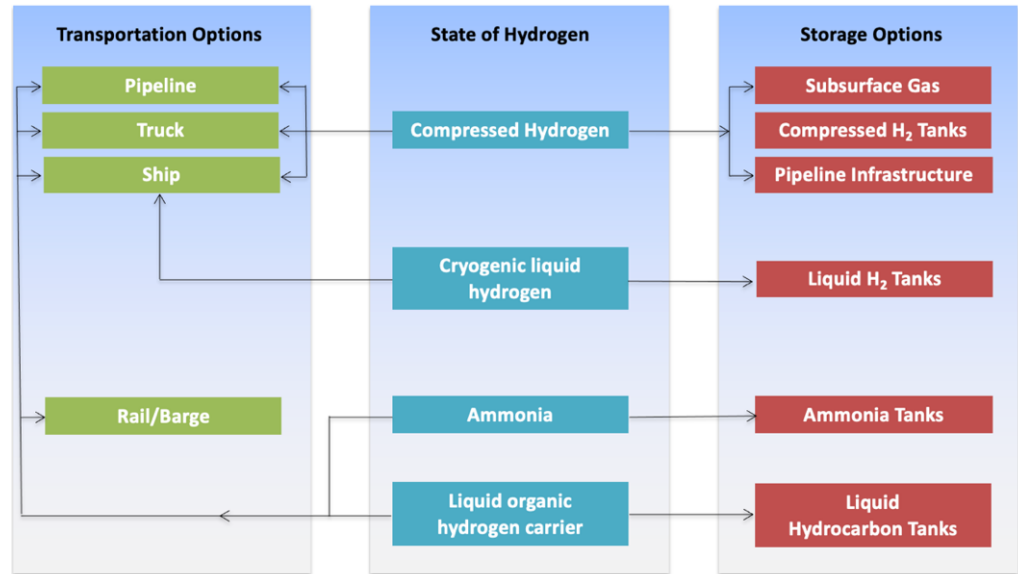 Transportation Options
Pipeline
Truck
Ship
Rail/Barge
State of Hydrogen
Compressed Hydrogen
Cryogenic liquid
hydrogen
Ammonia
Liquid organic
hydrogen carrier
Storage Options
Subsurface Gas
Compressed H₂ Tanks
Pipeline Infrastructure
Liquid H₂ Tanks
Ammonia Tanks
Liquid
Hydrocarbon Tanks